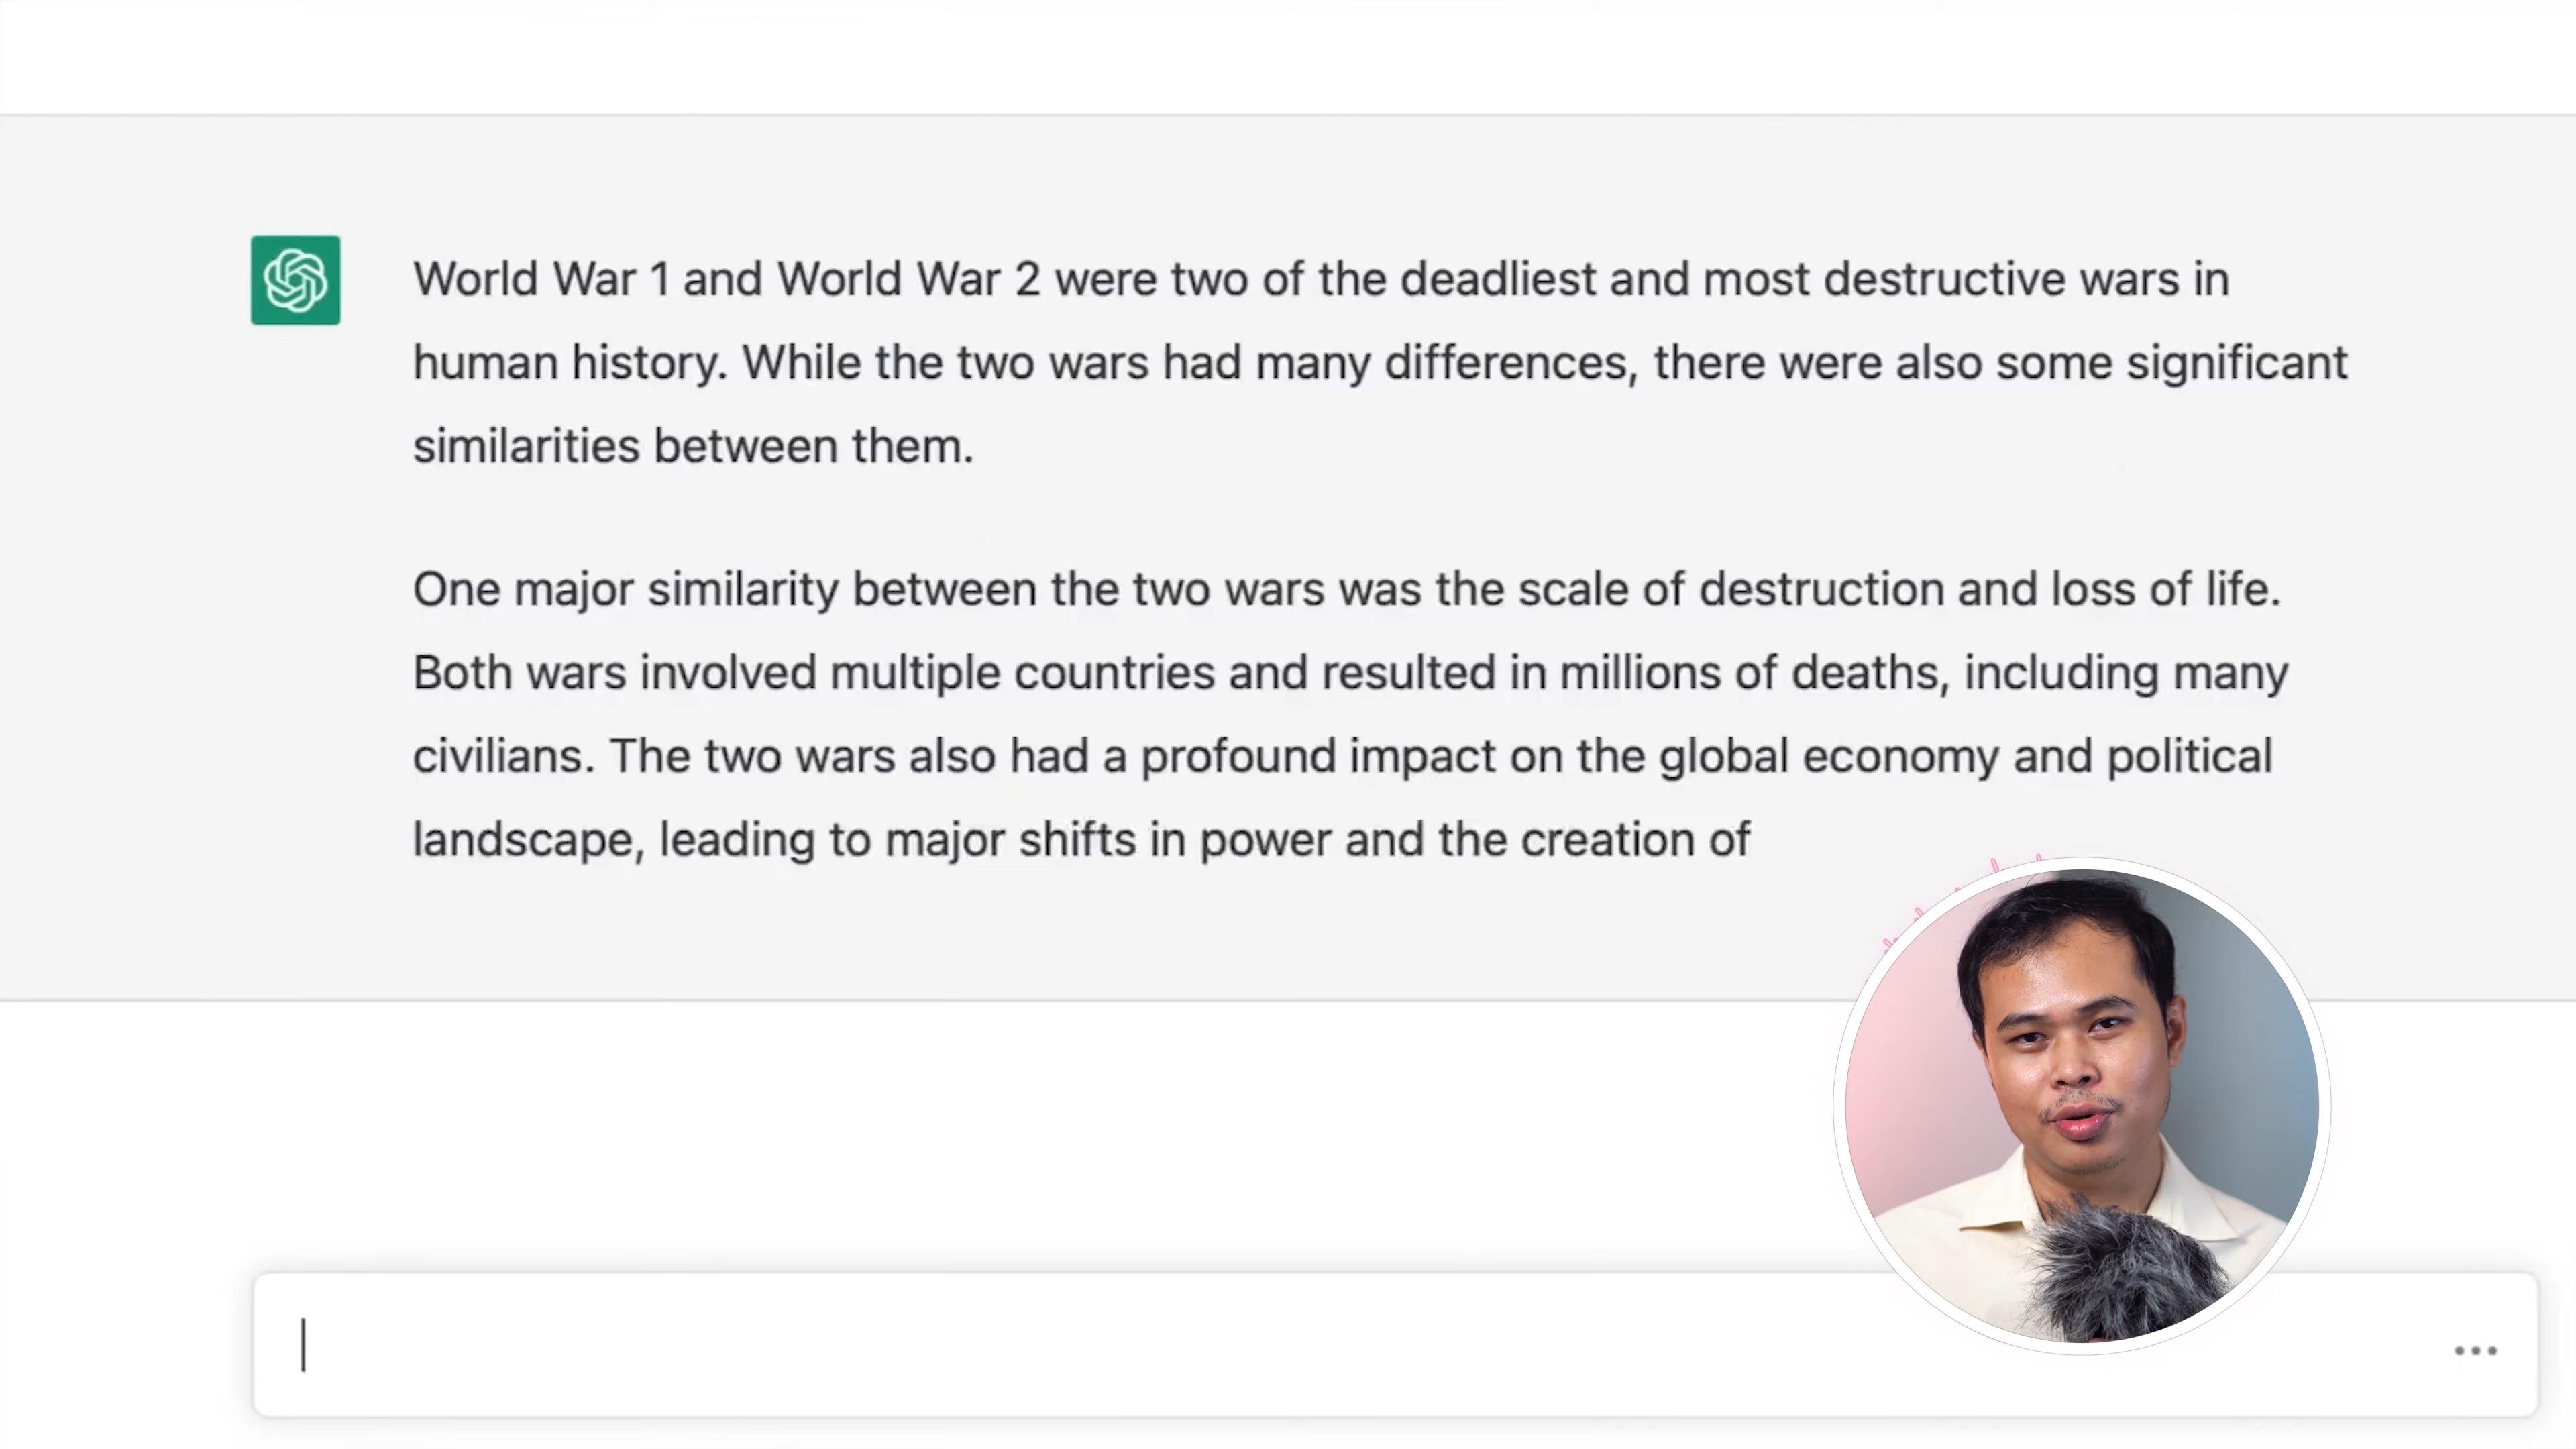 World War 1 and World War 2 were two of the deadliest and most destructive wars in
human history. While the two wars had many differences, there were also some significant
similarities between them.
One major similarity between the two wars was the scale of destruction and loss of life.
Both wars involved multiple countries and resulted in millions of deaths, including many
civilians. The two wars also had a profound impact on the global economy and political
landscape, leading to major shifts in power and the creation of